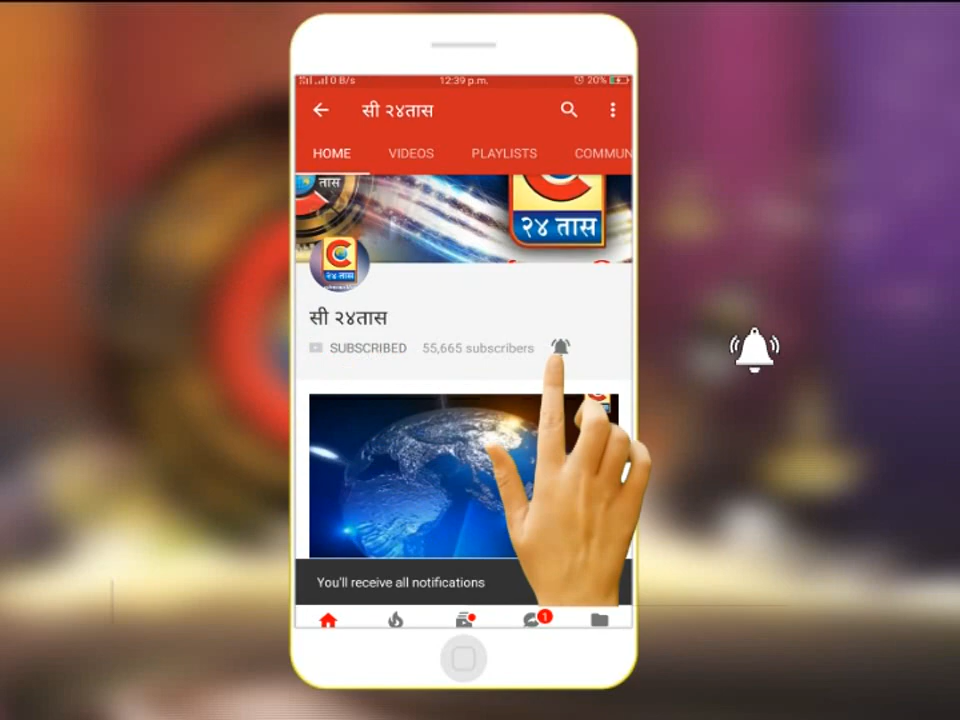 0 B/s 12:39 p.m. 20%
सी २४तास
HOME VIDEOS PLAYLISTS COMMUN
तास
२४ तास
२४ तास
सी २४तास
SUBSCRIBED 55,665 subscribers
You'll receive all notifications
1